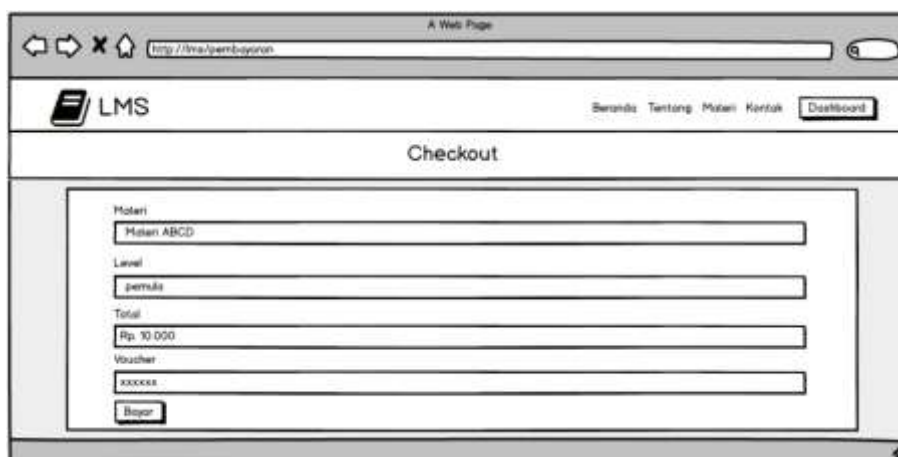 A Web Page
http://lms/pembayaran
LMS
Beranda Tentang Materi Kontak Dashboard
Checkout
Materi
Materi ABCD
Level
pemula
Total
Rp. 10.000
Voucher
xxxxxx
Bayar